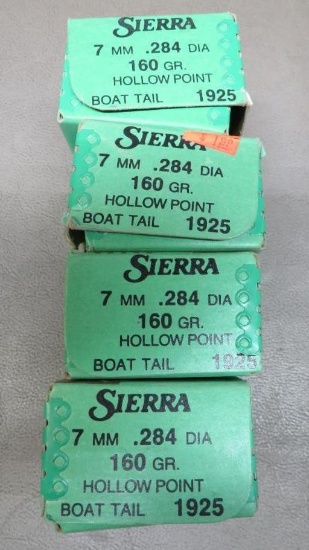 SIERRA
7 MM .284 DIA
160 GR.
HOLLOW POINT
BOAT TAIL 1925
SIERRA
7 MM .284 DIA
160 GR.
HOLLOW POINT
BOAT TAIL 1925
SIERRA
7 MM .284 DIA
160 GR.
HOLLOW POINT
BOAT TAIL 1925
SIERRA
7 MM .284 DIA
160 GR.
HOLLOW POINT
BOAT TAIL 1925